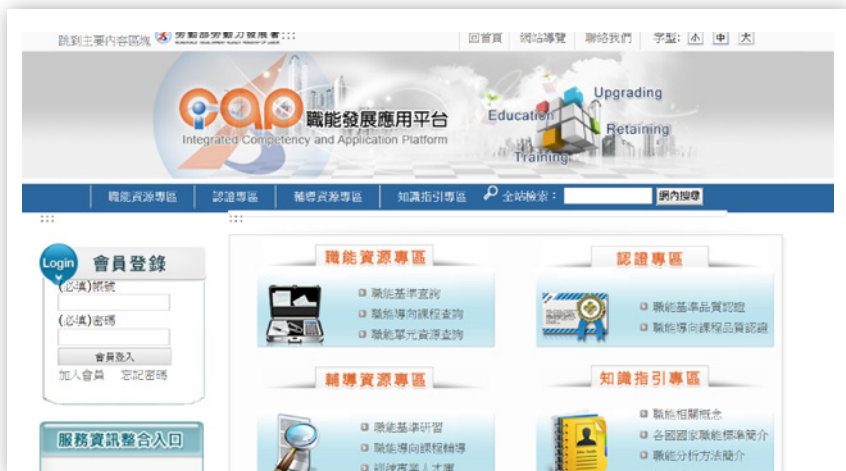 跳到主要內容區塊
勞動部勞動力發展署
:::
回首頁 網站導覽 聯絡我們 字型: 小 中 大
icap
職能發展應用平台
Integrated Competency and Application Platform
Upgrading
Education
Retaining
Training
職能資源專區 認證專區 輔導資源專區 知識指引專區 全站檢索: 網內搜尋
:::
:::
Login 會員登錄
(必填)帳號
(必填)密碼
會員登入
加入會員 忘記密碼
服務資訊整合入口
職能資源專區
職能基準查詢
職能導向課程查詢
職能單元資源查詢
認證專區
職能基準品質認證
職能導向課程品質認證
輔導資源專區
職能基準研習
職能導向課程輔導
訓練專業人才庫
知識指引專區
職能相關概念
各國國家職能標準簡介
職能分析方法簡介